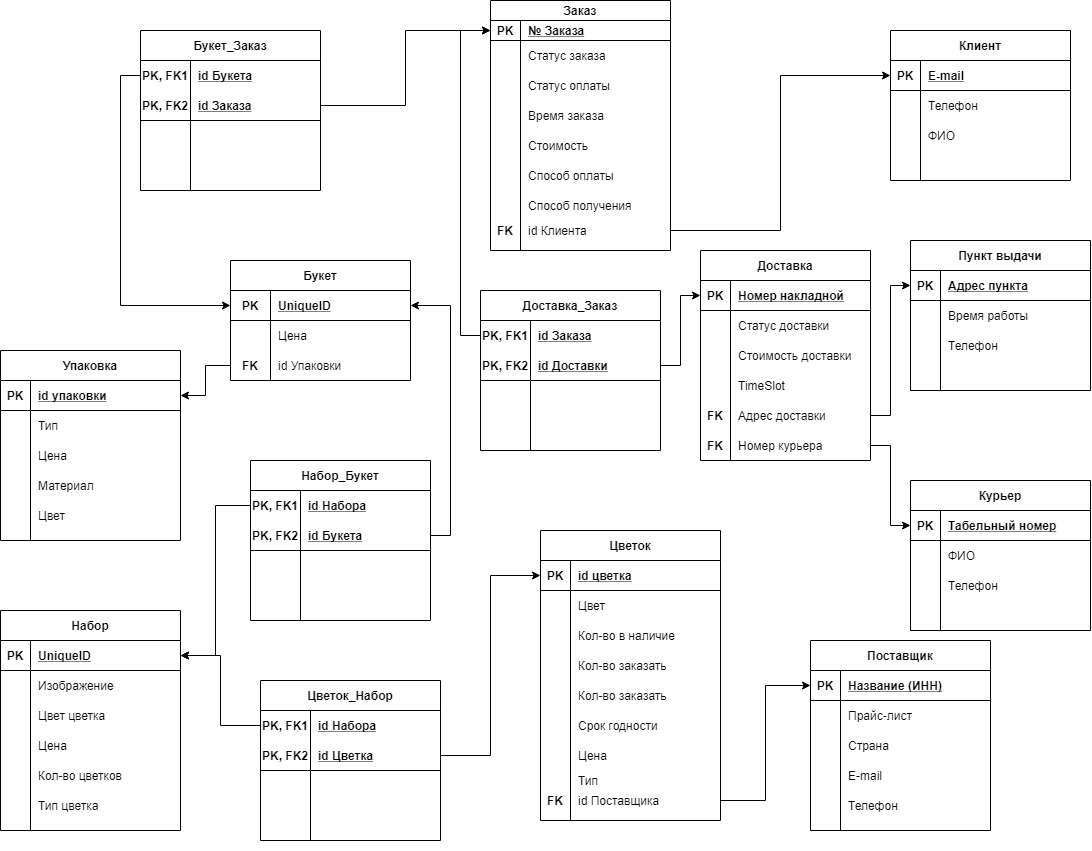 Заказ
PK № Заказа
Статус заказа
Статус оплаты
Время заказа
Стоимость
Способ оплаты
Способ получения
FK id Клиента
Букет_Заказ
PK, FK1 id Букета
PK, FK2 id Заказа
Клиент
PK E-mail
Телефон
ФИО
Букет
PK UniqueID
Цена
FK id Упаковки
Доставка_Заказ
PK, FK1 id Заказа
PK, FK2 id Доставки
Доставка
PK Номер накладной
Статус доставки
Стоимость доставки
TimeSlot
FK Адрес доставки
FK Номер курьера
Пункт выдачи
PK Адрес пункта
Время работы
Телефон
Упаковка
PK id упаковки
Тип
Цена
Материал
Цвет
Набор_Букет
PK, FK1 id Набора
PK, FK2 id Букета
Курьер
PK Табельный номер
ФИО
Телефон
Цветок
PK id цветка
Цвет
Кол-во в наличие
Кол-во заказать
Кол-во заказать
Срок годности
Цена
Тип
FK id Поставщика
Набор
PK UniqueID
Изображение
Цвет цветка
Цена
Кол-во цветков
Тип цветка
Цветок_Набор
PK, FK1 id Набора
PK, FK2 id Цветка
Поставщик
PK Название (ИНН)
Прайс-лист
Страна
E-mail
Телефон